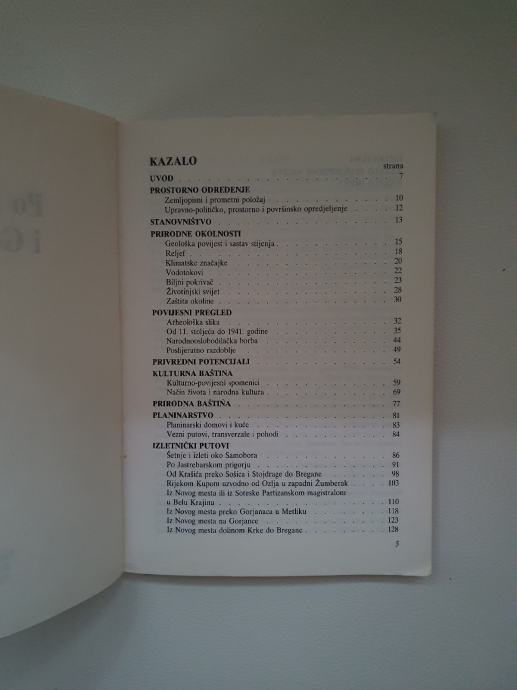 KAZALO
strana
UVOD . . . 7
PROSTORNO ODREĐENJE
Zemljopisni i prometni položaj . . . 10
Upravno-političko, prostorno i površinsko opredjeljenje . . . 12
STANOVNIŠTVO . . . 13
PRIRODNE OKOLNOSTI
Geološka povijest i sastav stijenja . . . 15
Reljef . . . 18
Klimatske značajke . . . 20
Vodotokovi . . . 22
Biljni pokrivač . . . 23
Životinjski svijet . . . 28
Zaštita okoline . . . 30
POVIJESNI PREGLED
Arheološka slika . . . 32
Od 11. stoljeća do 1941. godine . . . 35
Narodnooslobodilačka borba . . . 44
Poslijeratno razdoblje . . . 49
PRIVREDNI POTENCIJALI . . . 54
KULTURNA BAŠTINA
Kulturno-povijesni spomenici . . . 59
Način života i narodna kultura . . . 69
PRIRODNA BAŠTINA . . . 77
PLANINARSTVO . . . 81
Planinarski domovi i kuće . . . 83
Vezni putovi, transverzale i pohodi . . . 84
IZLETNIČKI PUTOVI
Šetnje i izleti oko Samobora . . . 86
Po Jastrebarskom prigorju . . . 91
Od Krašića preko Sošica i Stojdrage do Bregane . . . 98
Rijekom Kupom uzvodno od Ozlja u zapadni Žumberak . . . 103
Iz Novog mesta ili iz Soteske Partizanskom magistralom
u Belu Krajinu . . . 110
Iz Novog mesta preko Gorjanaca u Metliku . . . 118
Iz Novog mesta na Gorjance . . . 123
Iz Novog mesta dolinom Krke do Bregane . . . 128
5